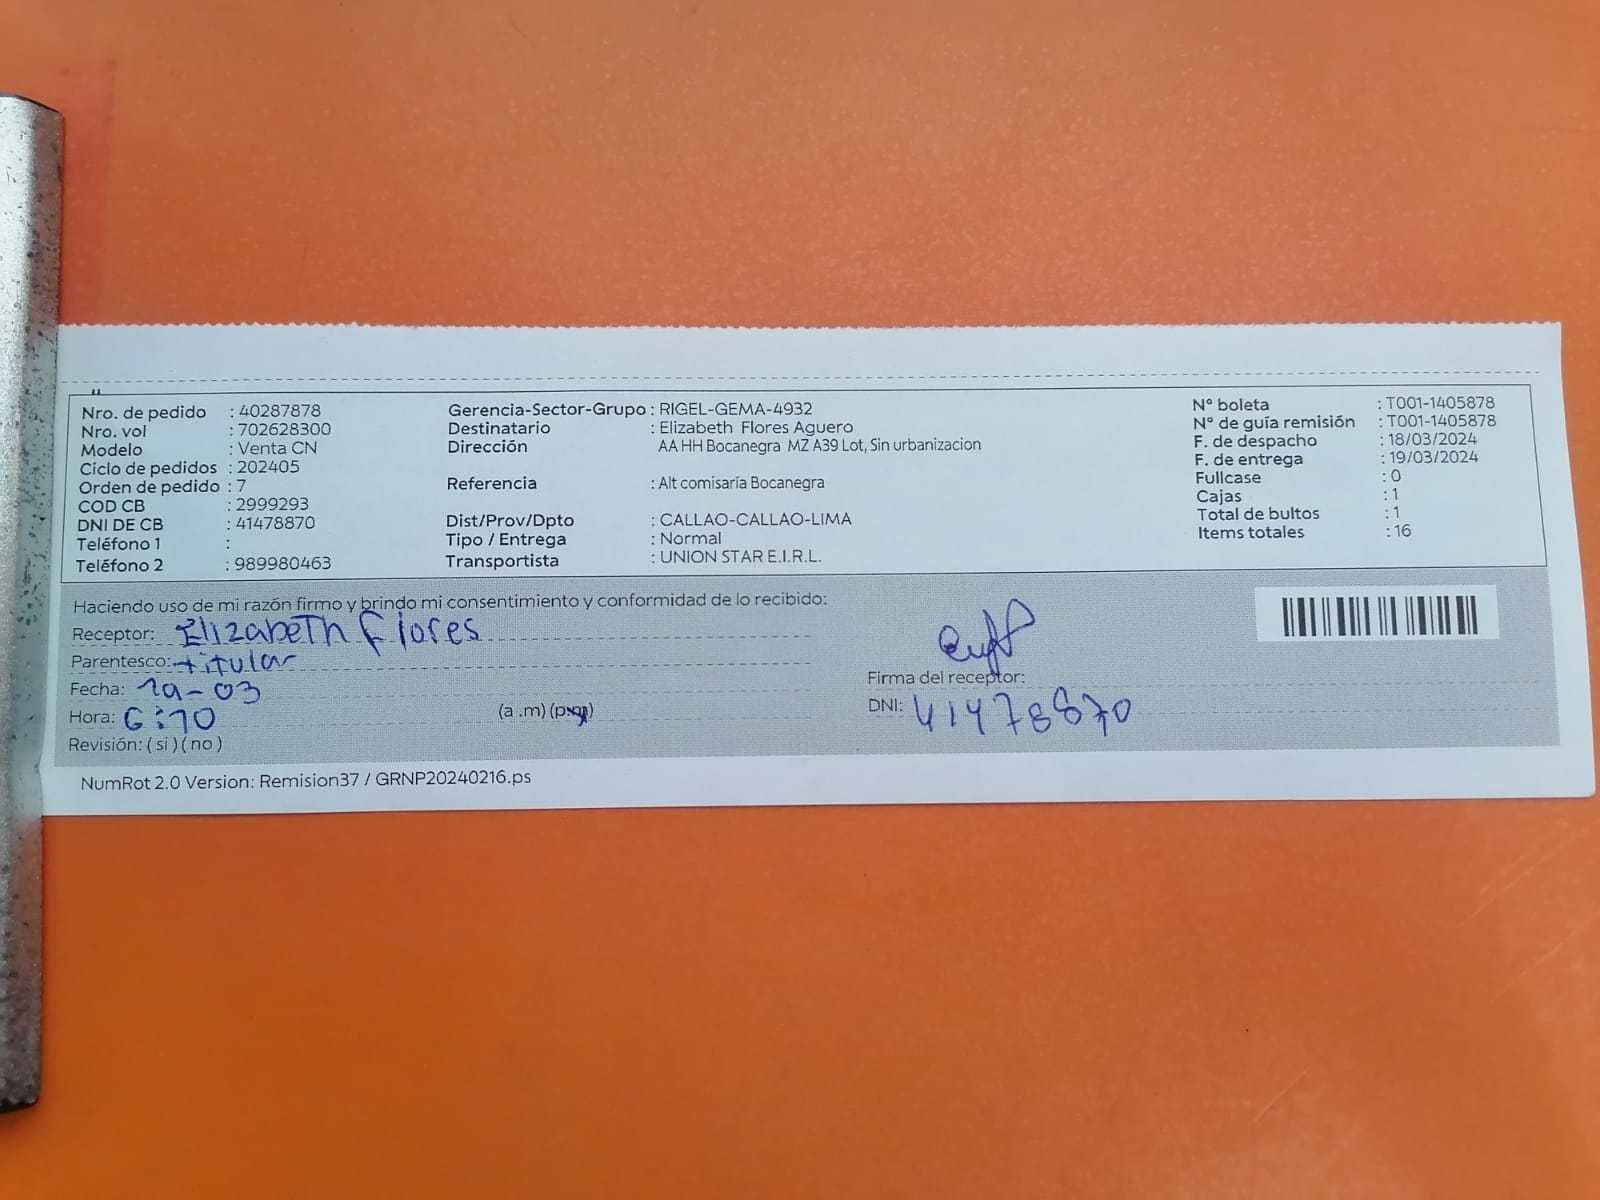 Nro. de pedido : 40287878
Nro. vol : 702628300
Modelo : Venta CN
Ciclo de pedidos : 202405
Orden de pedido : 7
COD CB : 2999293
DNI DE CB : 41478870
Teléfono 1 :
Teléfono 2 : 989980463
Gerencia-Sector-Grupo : RIGEL-GEMA-4932
Destinatario : Elizabeth Flores Aguero
Dirección AA HH Bocanegra MZ A39 Lot, Sin urbanizacion
Referencia : Alt comisaría Bocanegra
Dist/Prov/Dpto : CALLAO-CALLAO-LIMA
Tipo / Entrega : Normal
Transportista : UNION STAR E.I.R.L.
N° boleta : T001-1405878
N° de guía remisión : T001-1405878
F. de despacho : 18/03/2024
F. de entrega : 19/03/2024
Fullcase : 0
Cajas : 1
Total de bultos : 1
Items totales : 16
Haciendo uso de mi razón firmo y brindo mi consentimiento y conformidad de lo recibido:
Receptor: Elizabeth Flores
Parentesco: titular
Fecha: 19-03
Hora: 6:10 (a .m) (p.m)
Revisión: ( si ) ( no )
Firma del receptor:
DNI: 41478870
NumRot 2.0 Version: Remision37 / GRNP20240216.ps